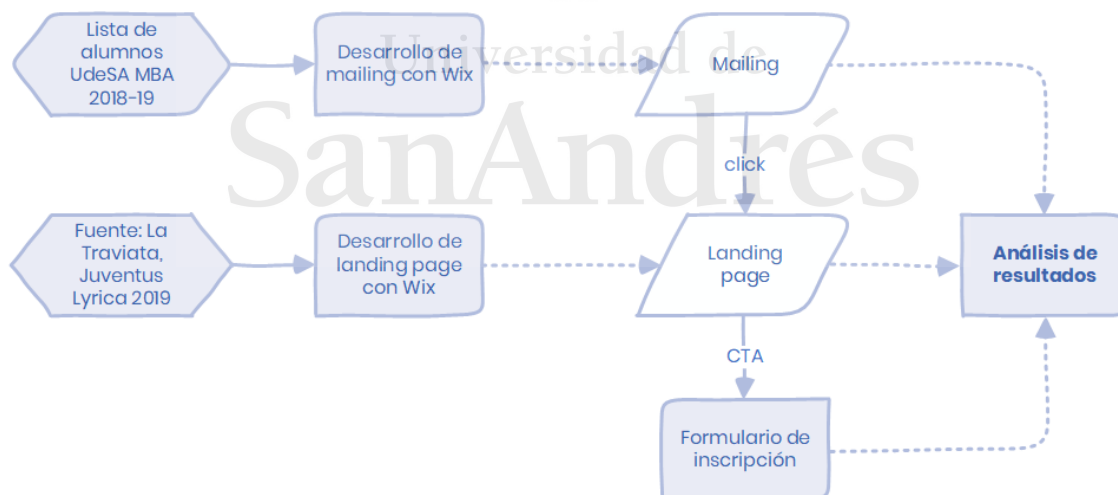 Lista de
alumnos
UdeSA MBA
2018-19
Desarrollo de
mailing con Wix
Mailing
Universidad de
SanAndrés
click
Fuente: La
Traviata,
Juventus
Lyrica 2019
Desarrollo de
landing page
con Wix
Landing
page
Análisis de
resultados
CTA
Formulario de
inscripción